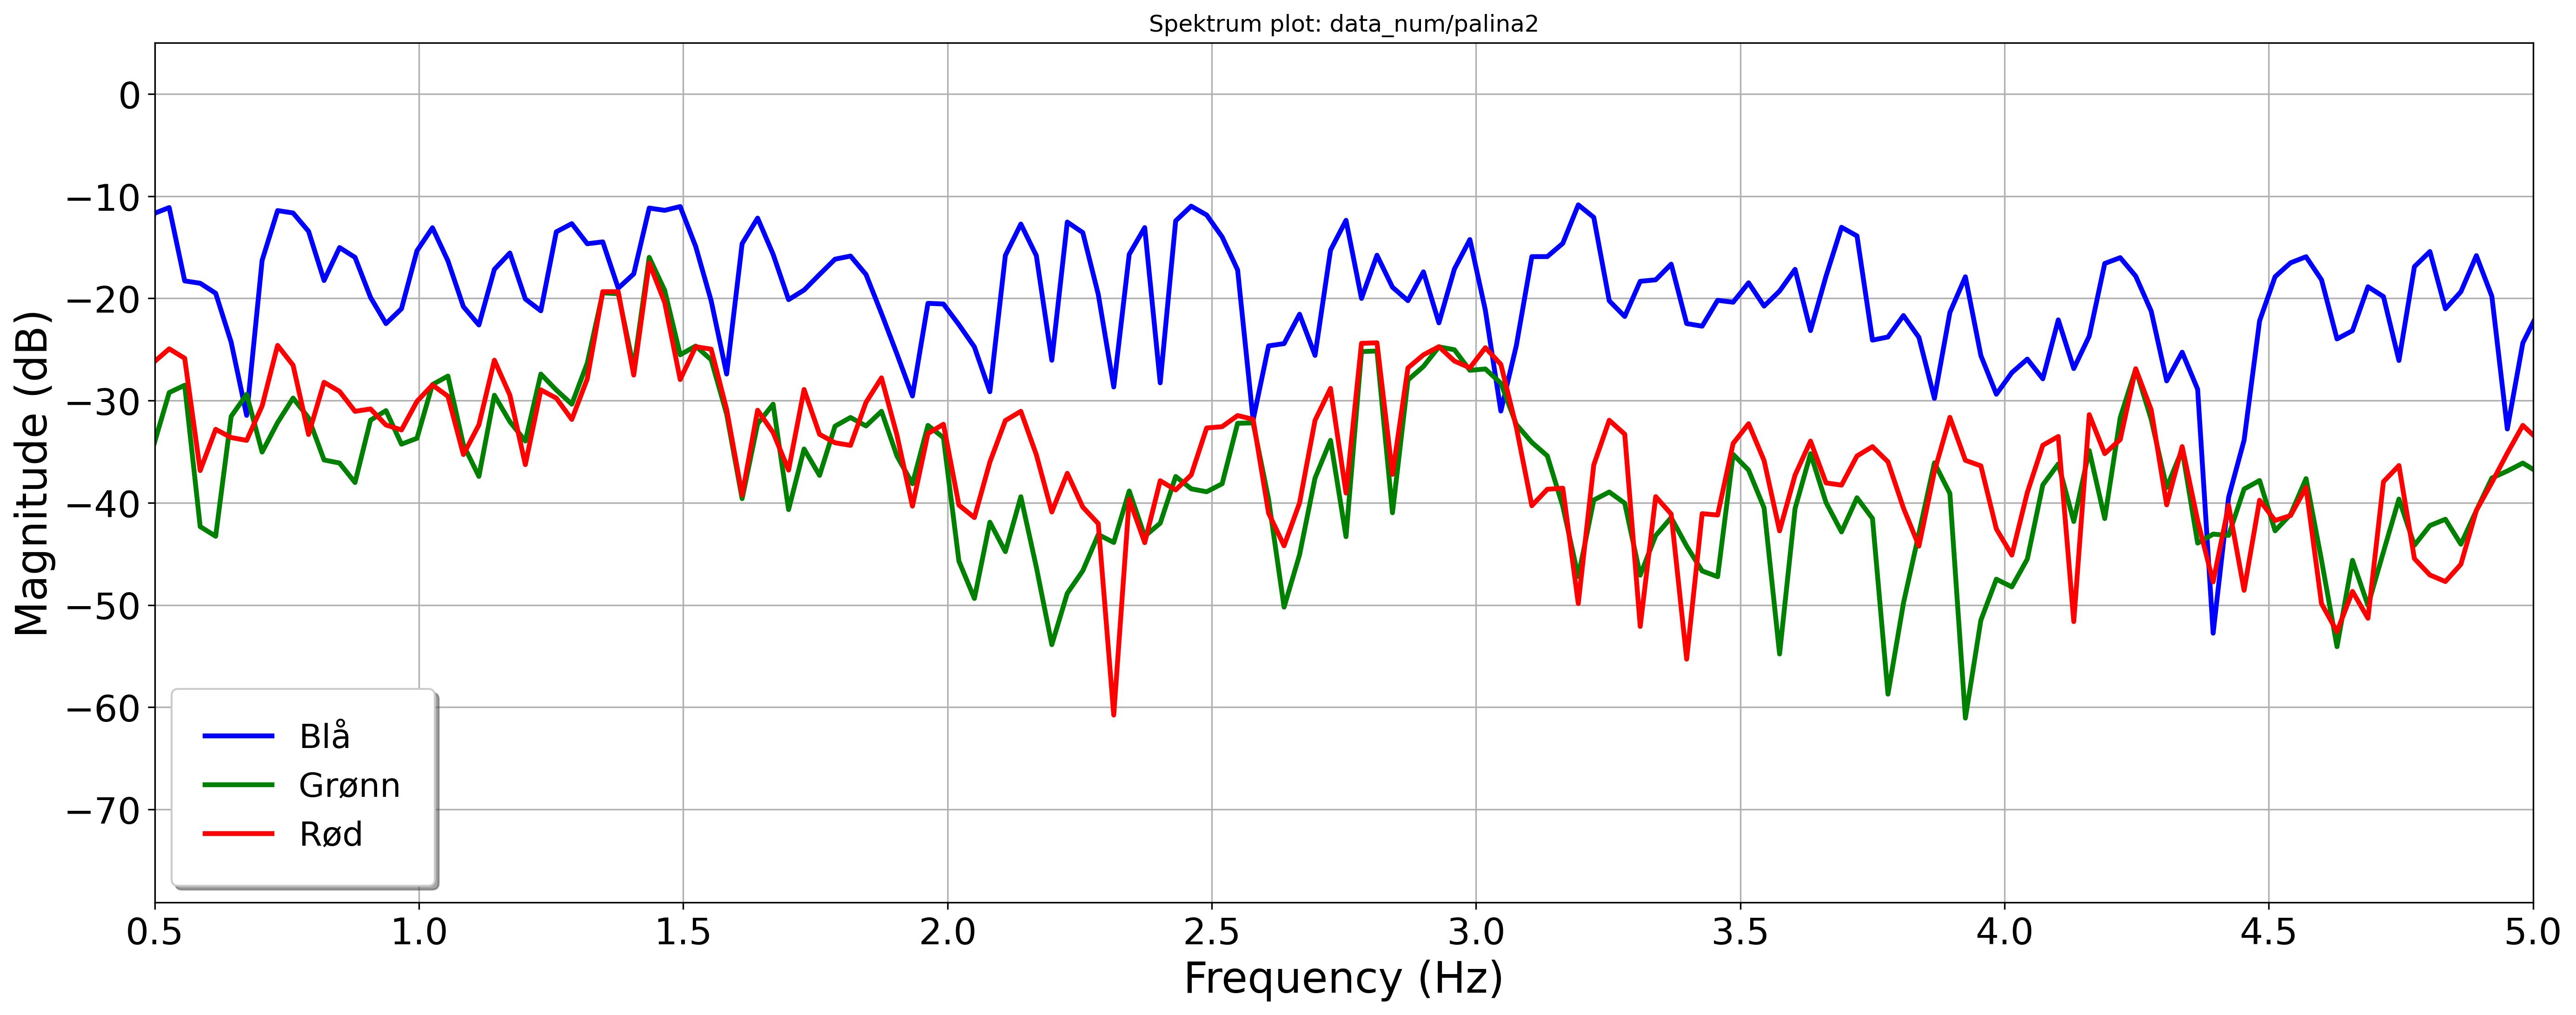 Spektrum plot: data_num/palina2
0
−10
−20
−30
−40
−50
−60
−70
Magnitude (dB)
Blå
Grønn
Rød
0.5 1.0 1.5 2.0 2.5 3.0 3.5 4.0 4.5 5.0
Frequency (Hz)